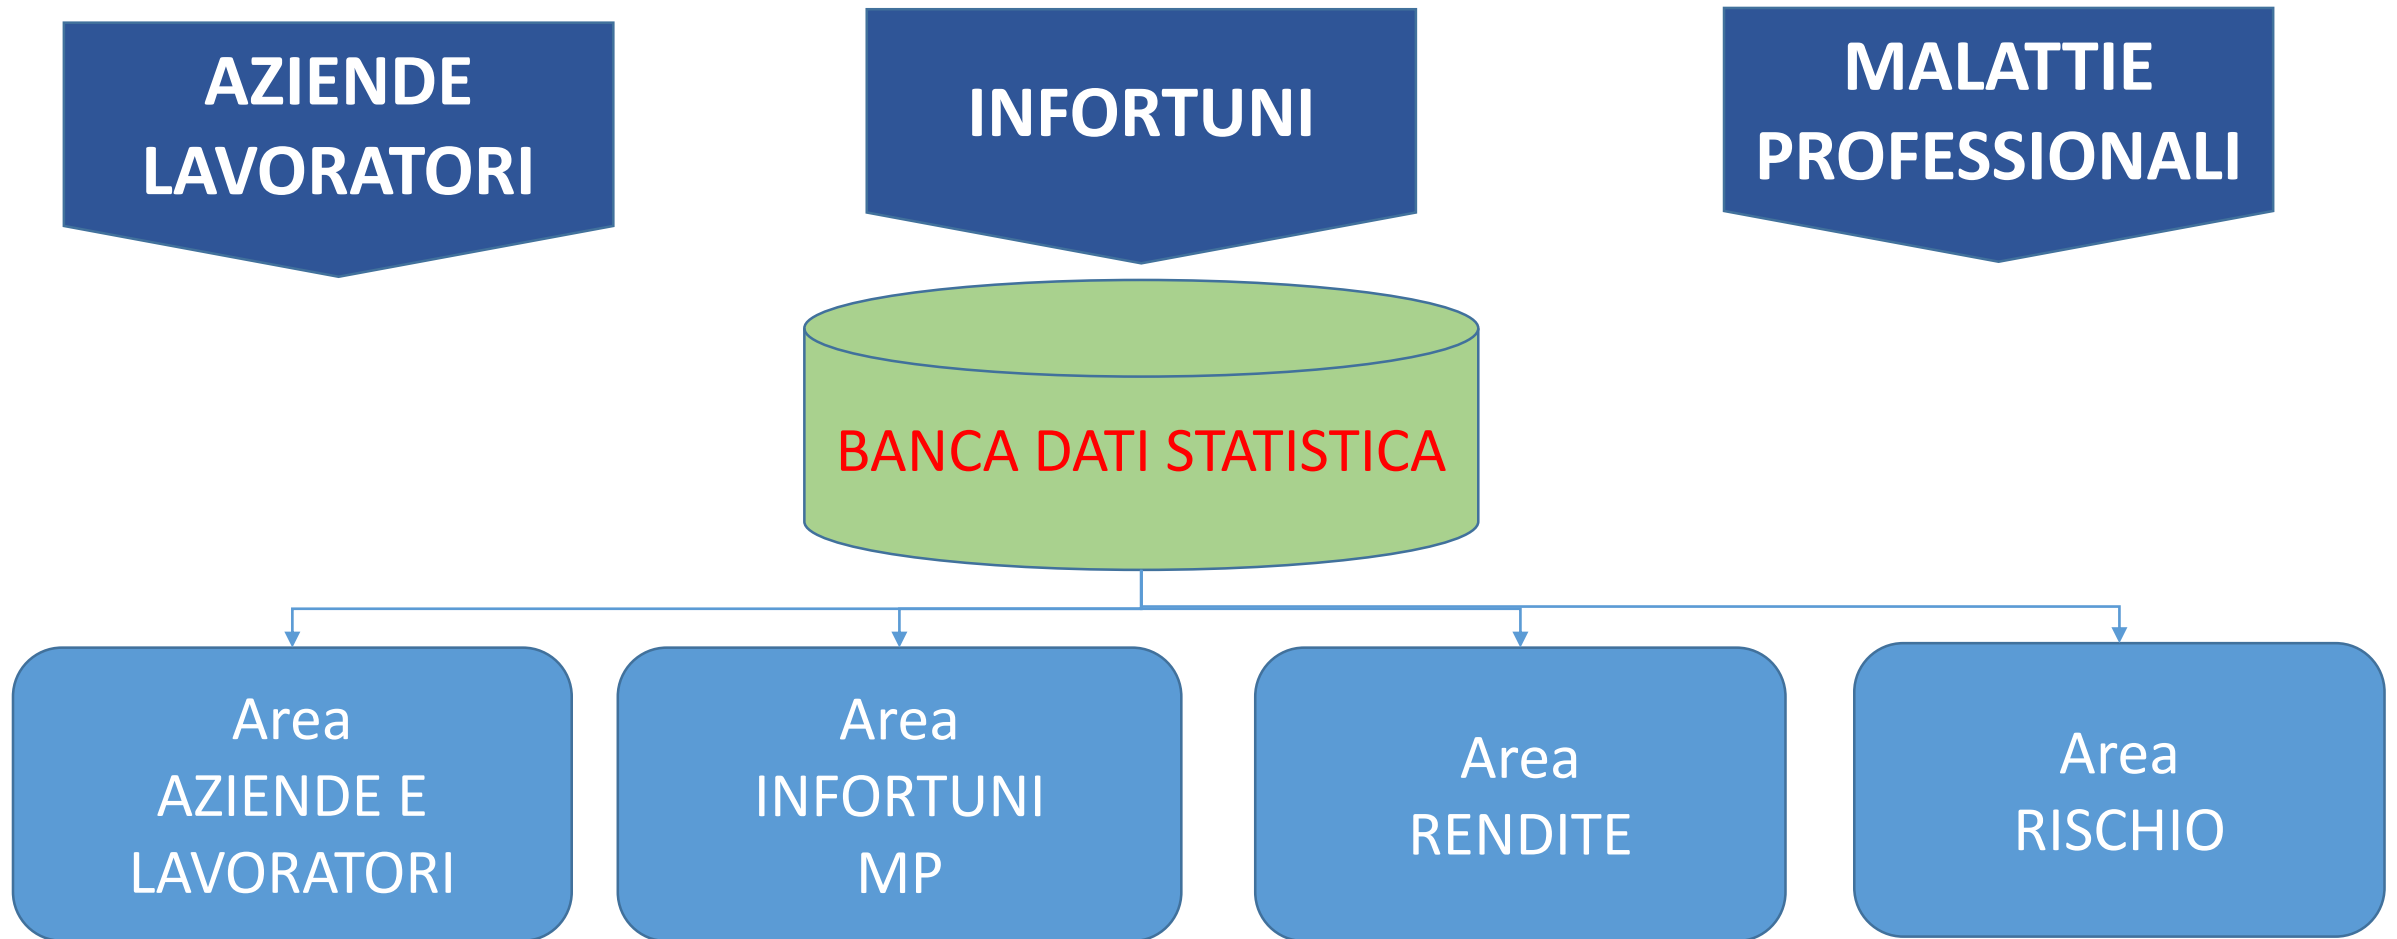 AZIENDE
LAVORATORI
INFORTUNI
MALATTIE
PROFESSIONALI
BANCA DATI STATISTICA
Area
AZIENDE E
LAVORATORI
Area
INFORTUNI
MP
Area
RENDITE
Area
RISCHIO